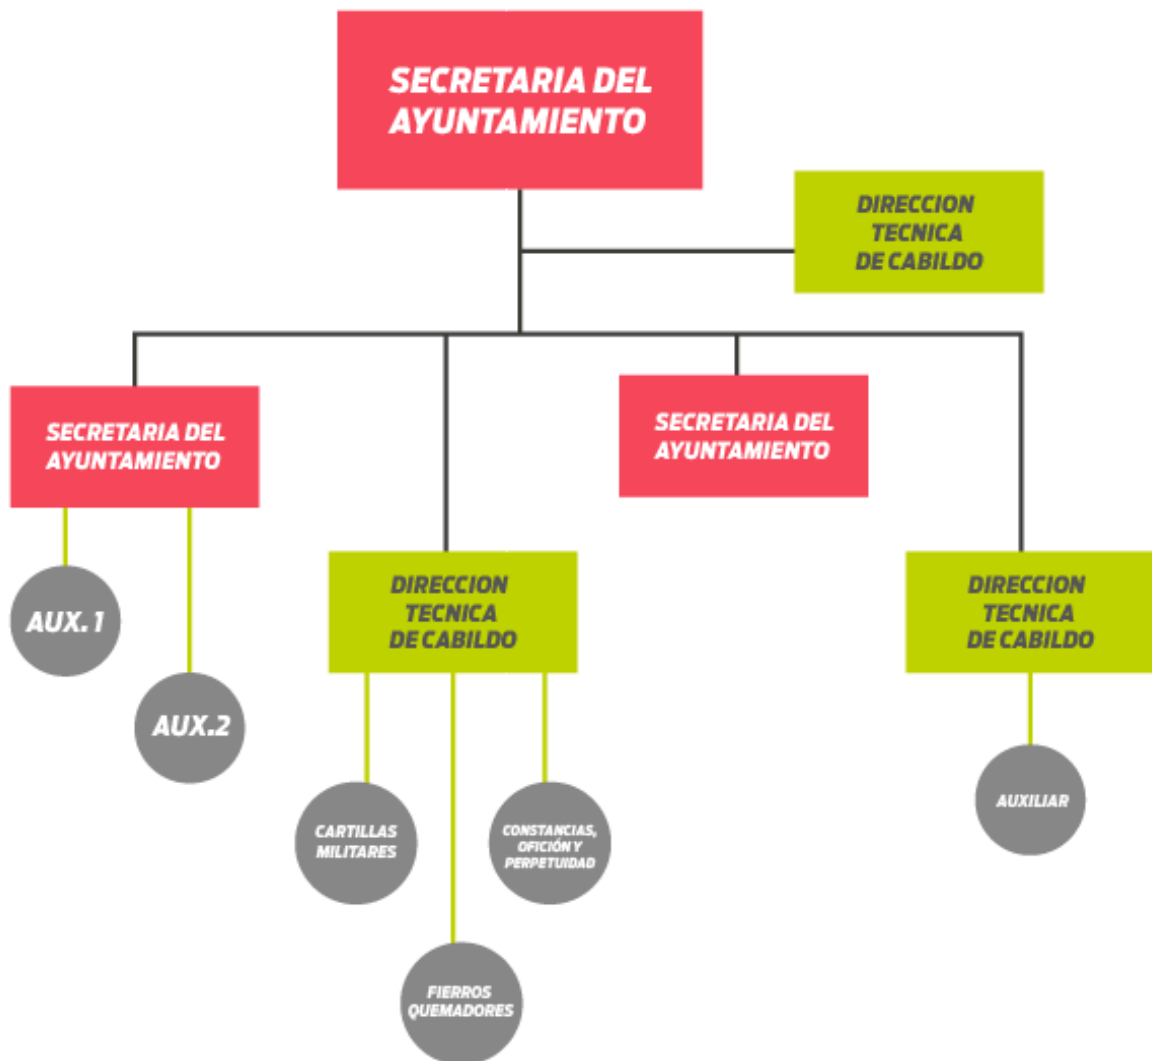 SECRETARIA DEL
AYUNTAMIENTO
DIRECCION
TECNICA
DE CABILDO
SECRETARIA DEL
AYUNTAMIENTO
SECRETARIA DEL
AYUNTAMIENTO
DIRECCION
TECNICA
DE CABILDO
DIRECCION
TECNICA
DE CABILDO
AUX. 1
AUX.2
CARTILLAS
MILITARES
CONSTANCIAS,
OFICIÓN Y
PERPETUIDAD
AUXILIAR
FIERROS
QUEMADORES